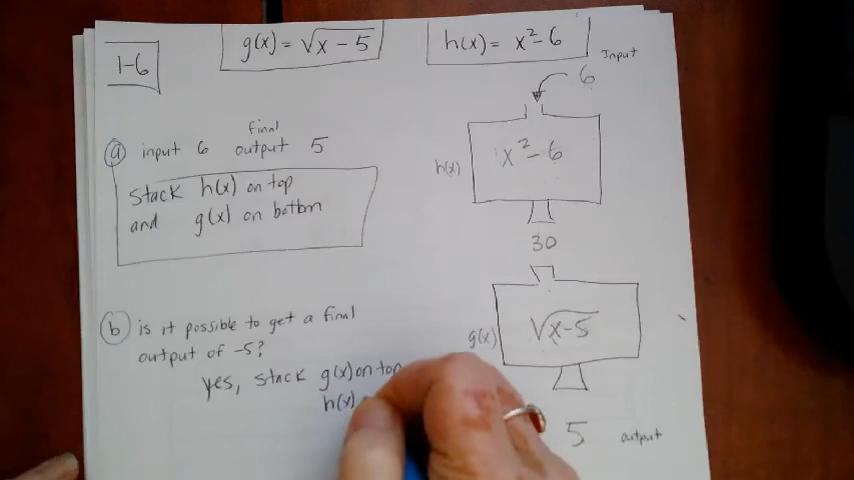 1-6
g(x) = √x - 5
h(x) = x² - 6
Input
6
a input 6 final output 5
stack h(x) on top
and g(x) on bottom
h(x)
x² - 6
30
g(x)
√x-5
5 output
b is it possible to get a final
output of -5?
yes, stack g(x) on top
h(x)